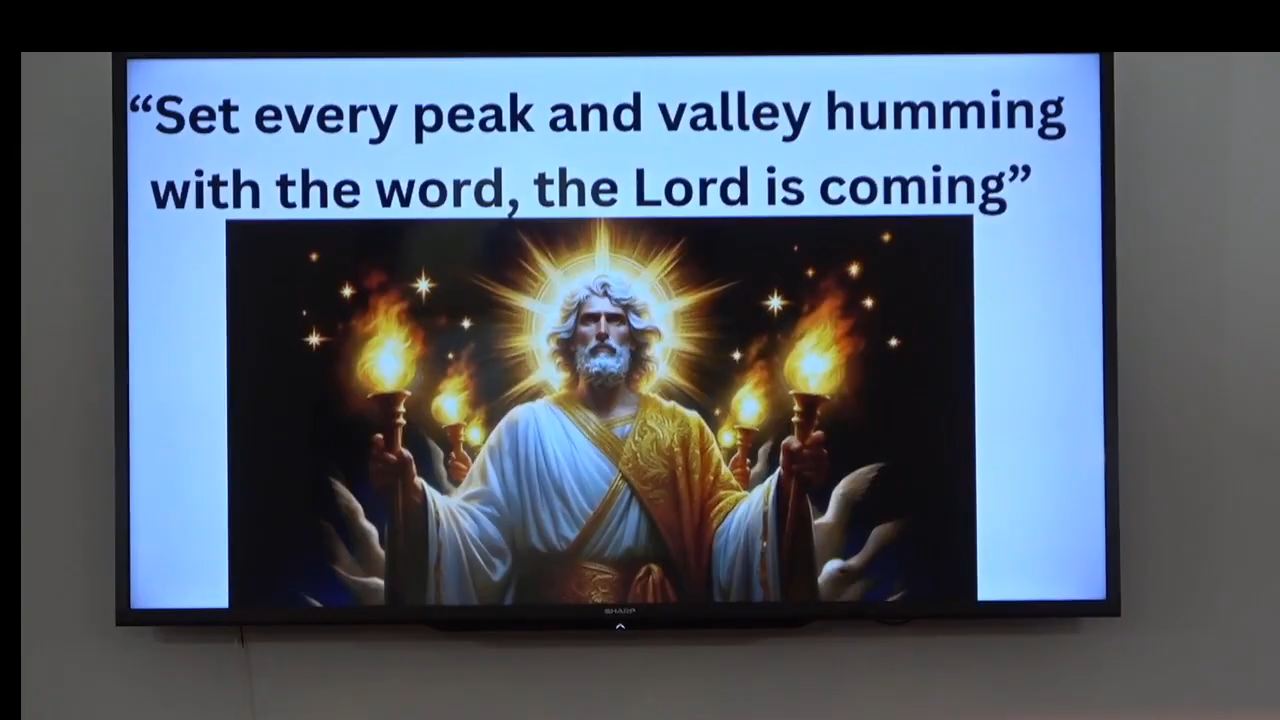 “Set every peak and valley humming
with the word, the Lord is coming”
SHARP